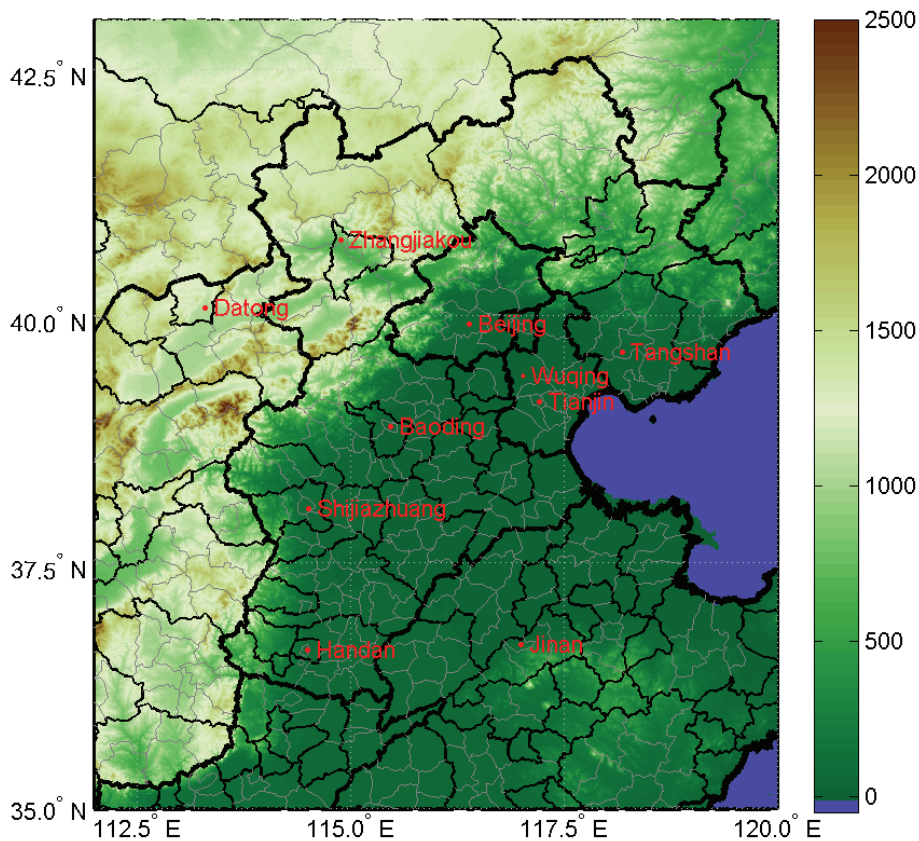 2500
42.5° N
2000
Zhangjiakou
Datong
40.0° N
Beijing
1500
Tangshan
Wuqing
Tianjin
Baoding
1000
Shijiazhuang
37.5° N
Handan
Jinan
500
35.0° N
0
112.5° E
115.0° E
117.5° E
120.0° E